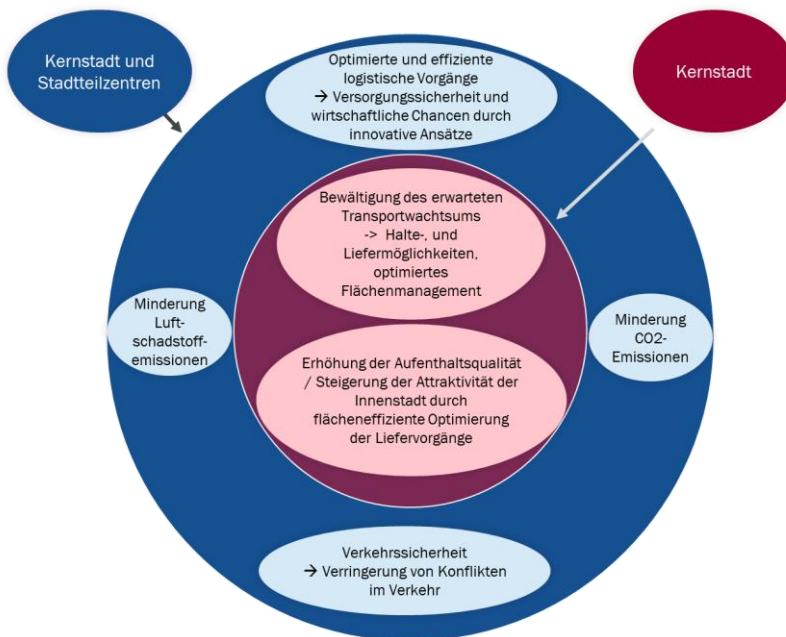 Kernstadt und
Stadtteilzentren
Optimierte und effiziente
logistische Vorgänge
→ Versorgungssicherheit und
wirtschaftliche Chancen durch
innovative Ansätze
Kernstadt
Bewältigung des erwarteten
Transportwachtsums
-> Halte-, und
Liefermöglichkeiten,
optimiertes
Flächenmanagement
Minderung
Luft-
schadstoff-
emissionen
Minderung
CO2-
Emissionen
Erhöhung der Aufenthaltsqualität
/ Steigerung der Attraktivität der
Innenstadt durch
flächeneffiziente Optimierung
der Liefervorgänge
Verkehrssicherheit
→ Verringerung von Konflikten
im Verkehr